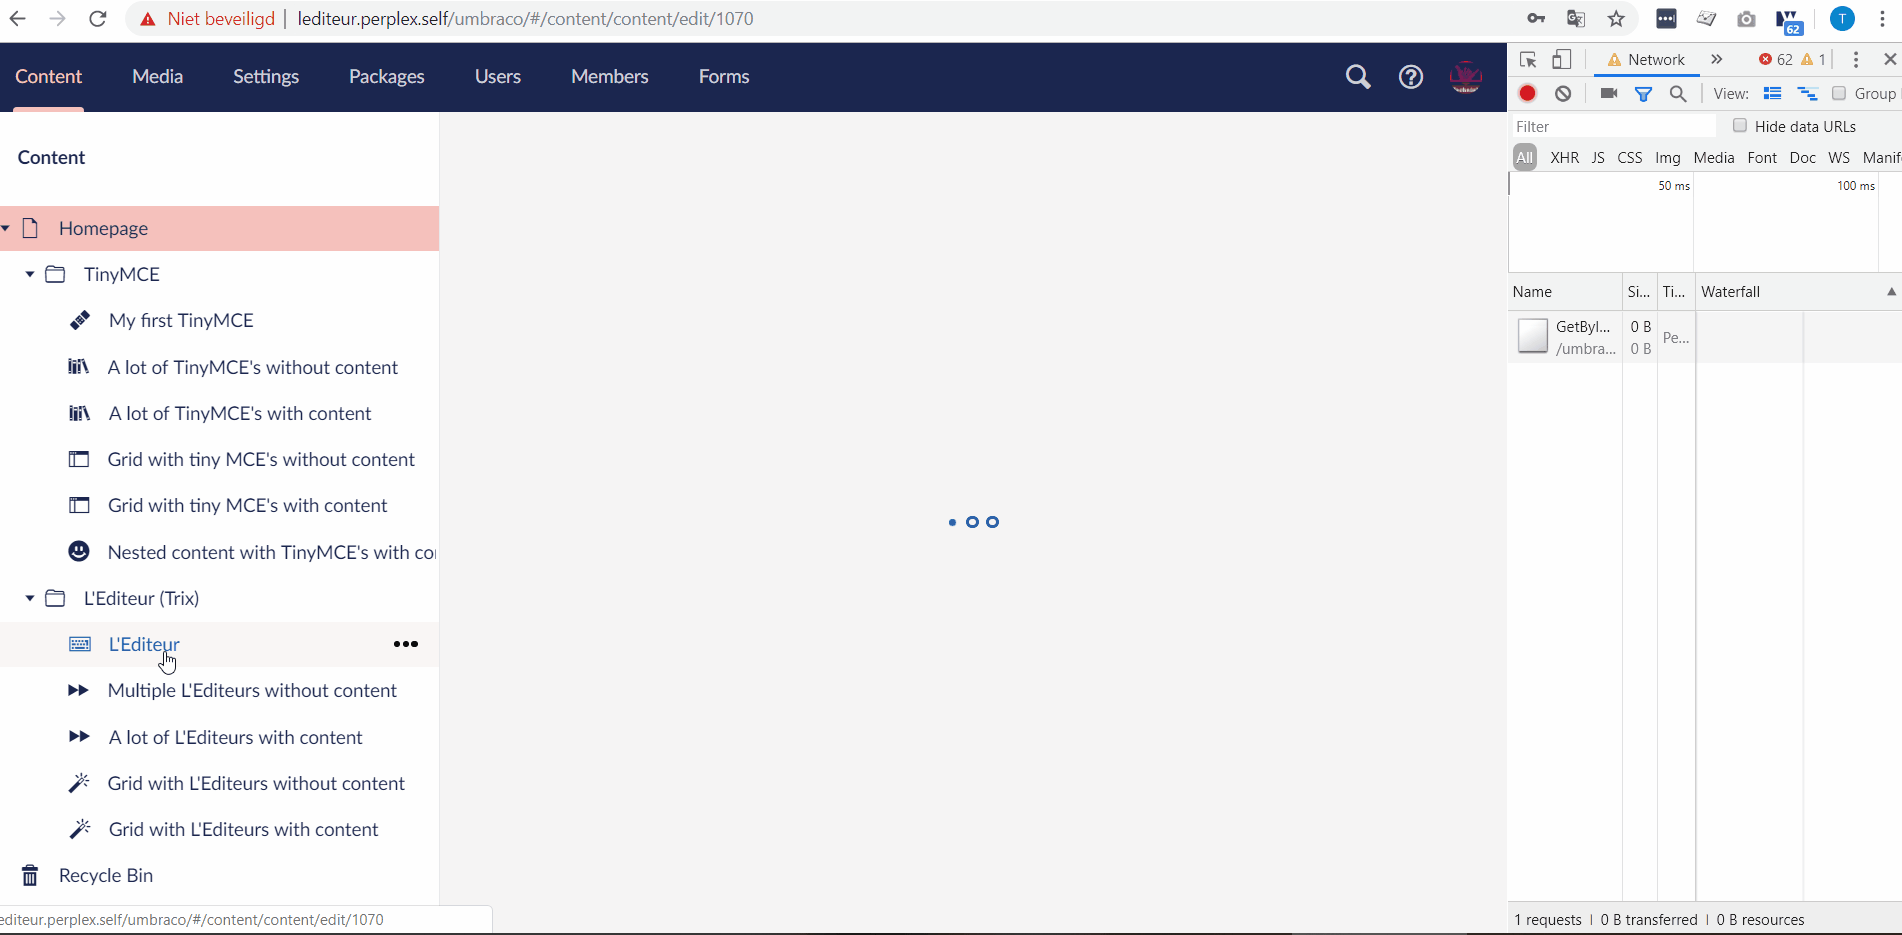 Niet beveiligd | lediteur.perplex.self/umbraco/#/content/content/edit/1070
62
T
Content Media Settings Packages Users Members Forms
Network
62 1
View: Group
Filter
Hide data URLs
All XHR JS CSS Img Media Font Doc WS Manif
50 ms 100 ms
Name Si... Ti... Waterfall
GetByI... 0 B
Pe...
/umbra... 0 B
Content
Homepage
TinyMCE
My first TinyMCE
A lot of TinyMCE's without content
A lot of TinyMCE's with content
Grid with tiny MCE's without content
Grid with tiny MCE's with content
Nested content with TinyMCE's with co
L'Editeur (Trix)
L'Editeur
Multiple L'Editeurs without content
A lot of L'Editeurs with content
Grid with L'Editeurs without content
Grid with L'Editeurs with content
Recycle Bin
editeur.perplex.self/umbraco/#/content/content/edit/1070
1 requests | 0 B transferred | 0 B resources